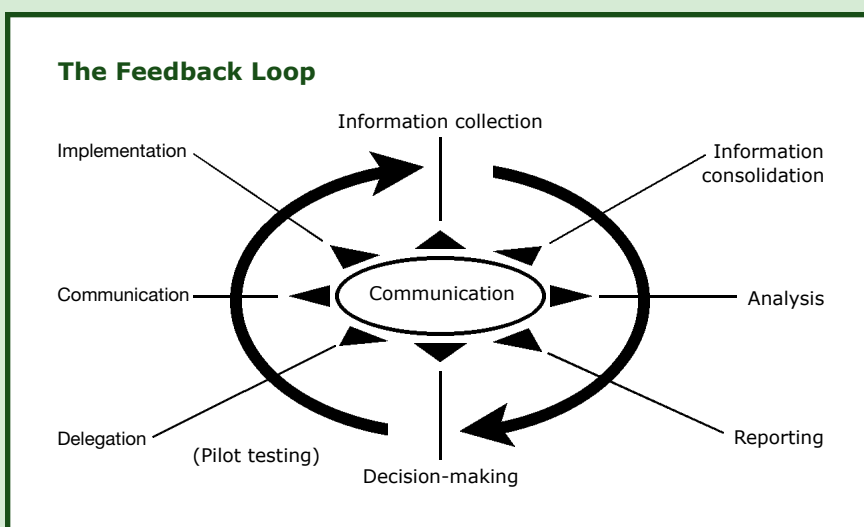 The Feedback Loop
Information collection
Implementation
Information
consolidation
Communication
Communication
Analysis
Delegation
(Pilot testing)
Reporting
Decision-making